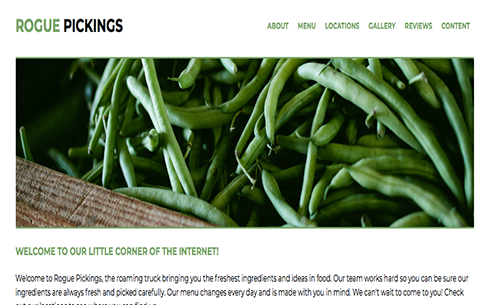 ROGUE PICKINGS
ABOUT MENU LOCATIONS GALLERY REVIEWS CONTENT
WELCOME TO OUR LITTLE CORNER OF THE INTERNET!
Welcome to Rogue Pickings, the roaming truck bringing you the freshest ingredients and ideas in food. Our team works hard so you can be sure our
ingredients are always fresh and picked carefully. Our menu changes every day and is made with you in mind. We can't wait to come to you! Check